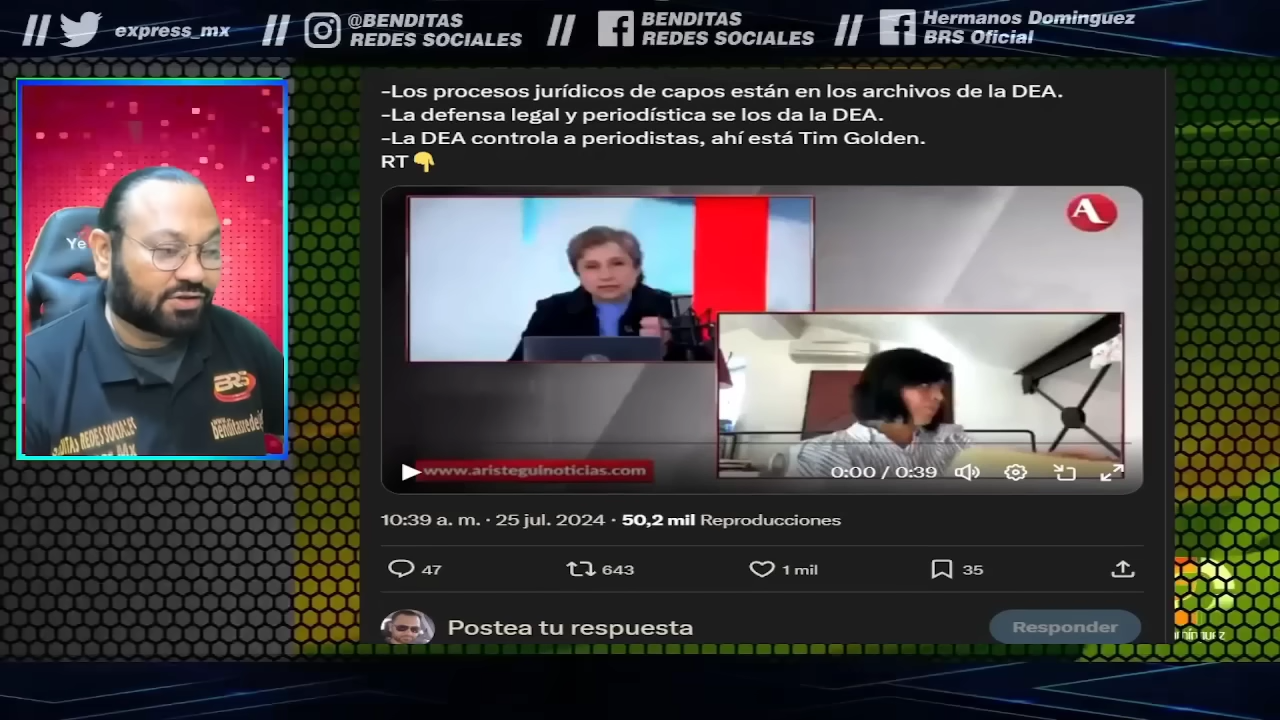 express_mx
@BENDITAS
REDES SOCIALES
BENDITAS
REDES SOCIALES
Hermanos Dominguez
BRS Oficial
-Los procesos jurídicos de capos están en los archivos de la DEA.
-La defensa legal y periodística se los da la DEA.
-La DEA controla a periodistas, ahí está Tim Golden.
RT 👇
A
Ye
BRS
www.aristeguinoticias.com
0:00 / 0:39
10:39 a. m. · 25 jul. 2024 · 50,2 mil Reproducciones
47
643
1 mil
35
Postea tu respuesta
Responder